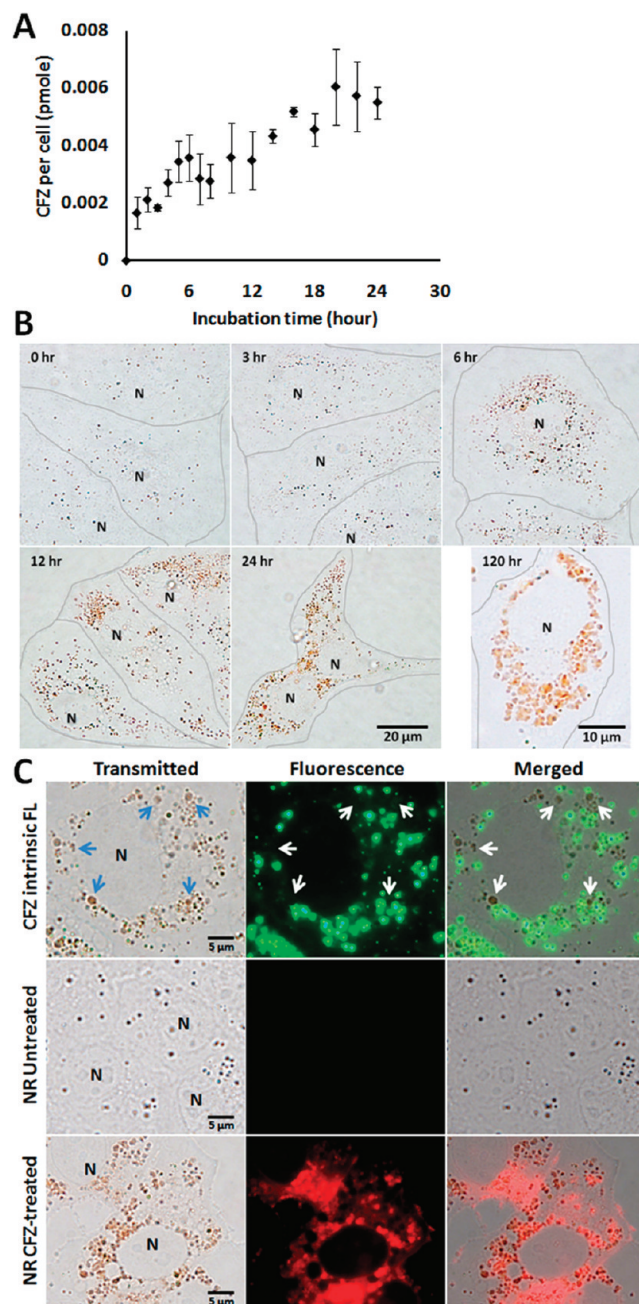 A
CFZ per cell (pmole)
0.008
0.006
0.004
0.002
0
0 6 12 18 24 30
Incubation time (hour)
B
0 hr 3 hr 6 hr
N N N
N N
N N
12 hr 24 hr 120 hr
N N N
N N
N
20 µm 10 µm
C
Transmitted Fluorescence Merged
CFZ intrinsic FL
N
5 µm
NR Untreated
N
N
N
5 µm
NR CFZ-treated
N
N
5 µm